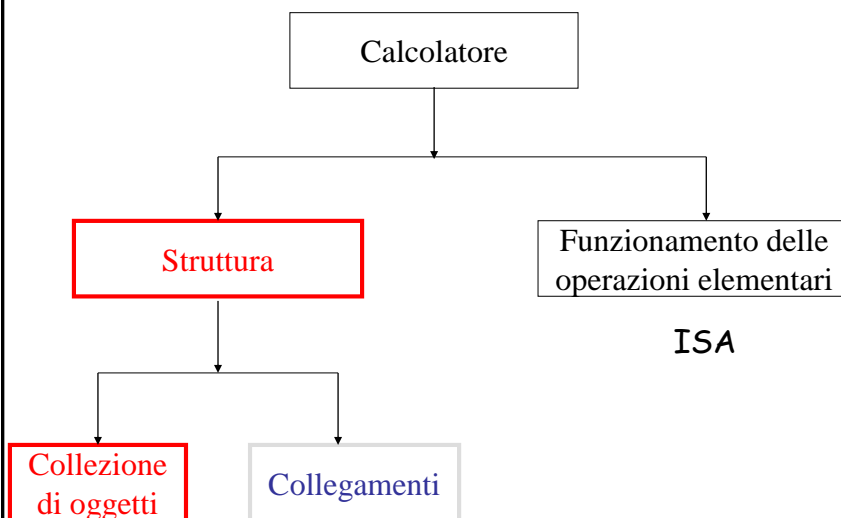 Calcolatore
Struttura
Funzionamento delle
operazioni elementari
ISA
Collezione
di oggetti
Collegamenti